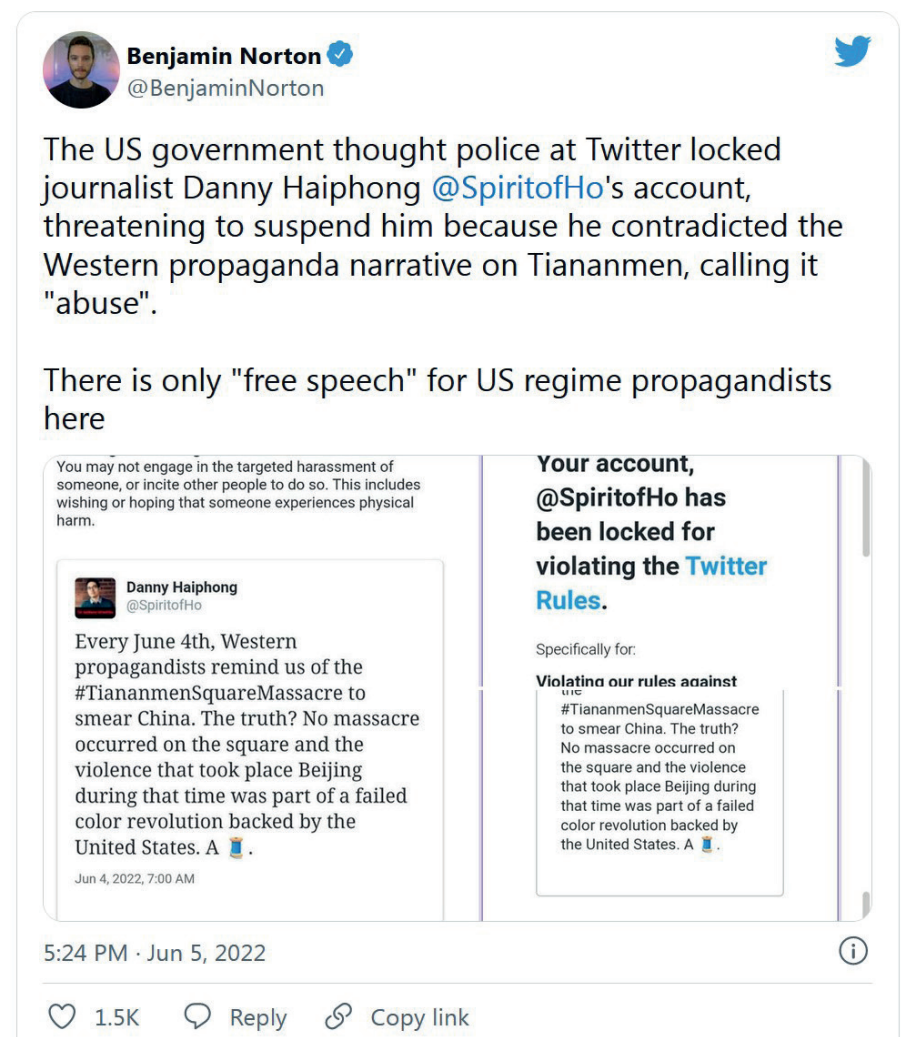 Benjamin Norton
@BenjaminNorton
The US government thought police at Twitter locked
journalist Danny Haiphong @SpiritofHo's account,
threatening to suspend him because he contradicted the
Western propaganda narrative on Tiananmen, calling it
"abuse".
There is only "free speech" for US regime propagandists
here
You may not engage in the targeted harassment of
someone, or incite other people to do so. This includes
wishing or hoping that someone experiences physical
harm.
Danny Haiphong
@SpiritofHo
Every June 4th, Western
propagandists remind us of the
#TiananmenSquareMassacre to
smear China. The truth? No massacre
occurred on the square and the
violence that took place Beijing
during that time was part of a failed
color revolution backed by the
United States. A 🧵.
Jun 4, 2022, 7:00 AM
Your account,
@SpiritofHo has
been locked for
violating the Twitter
Rules.
Specifically for:
Violating our rules against
the
#TiananmenSquareMassacre
to smear China. The truth?
No massacre occurred on
the square and the violence
that took place Beijing during
that time was part of a failed
color revolution backed by
the United States. A 🧵.
5:24 PM · Jun 5, 2022
1.5K Reply Copy link